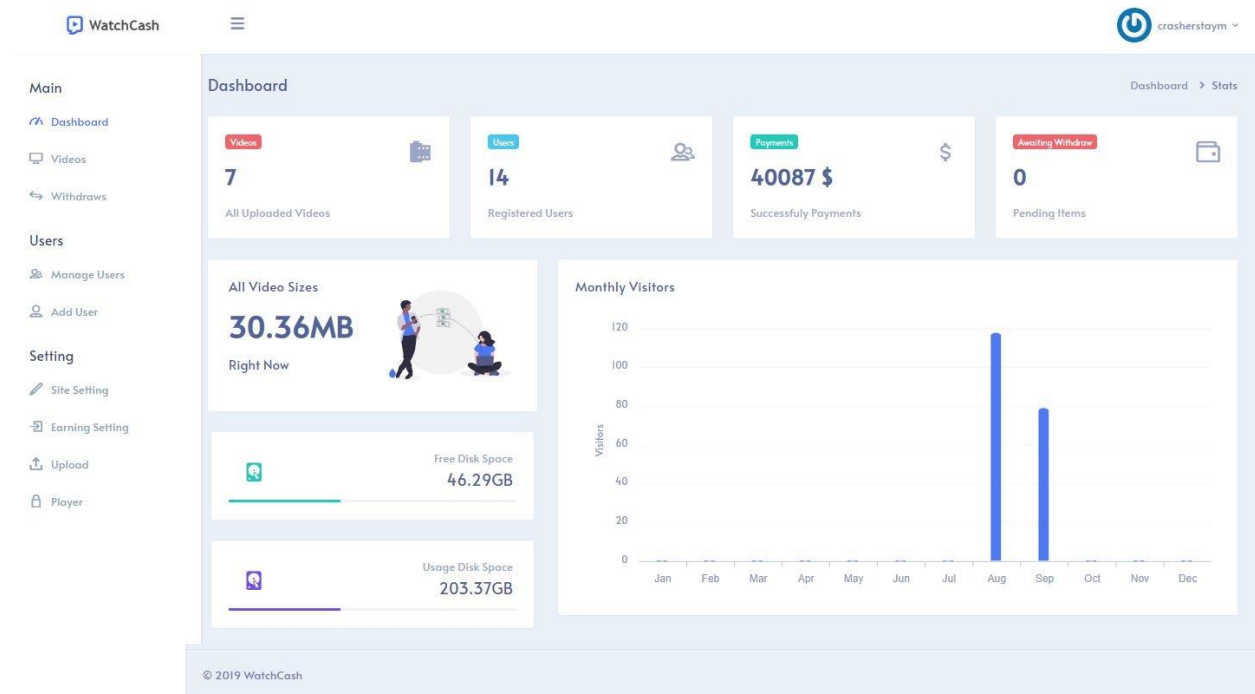 WatchCash
crasherstaym
Main
Dashboard
Videos
Withdraws
Users
Manage Users
Add User
Setting
Site Setting
Earning Setting
Upload
Player
Dashboard
Dashboard > Stats
Videos
7
All Uploaded Videos
Users
14
Registered Users
Payments
40087 $
Successfuly Payments
Awaiting Withdraw
0
Pending Items
All Video Sizes
30.36MB
Right Now
Free Disk Space
46.29GB
Usage Disk Space
203.37GB
Monthly Visitors
Visitors
120
100
80
60
40
20
0
Jan Feb Mar Apr May Jun Jul Aug Sep Oct Nov Dec
© 2019 WatchCash